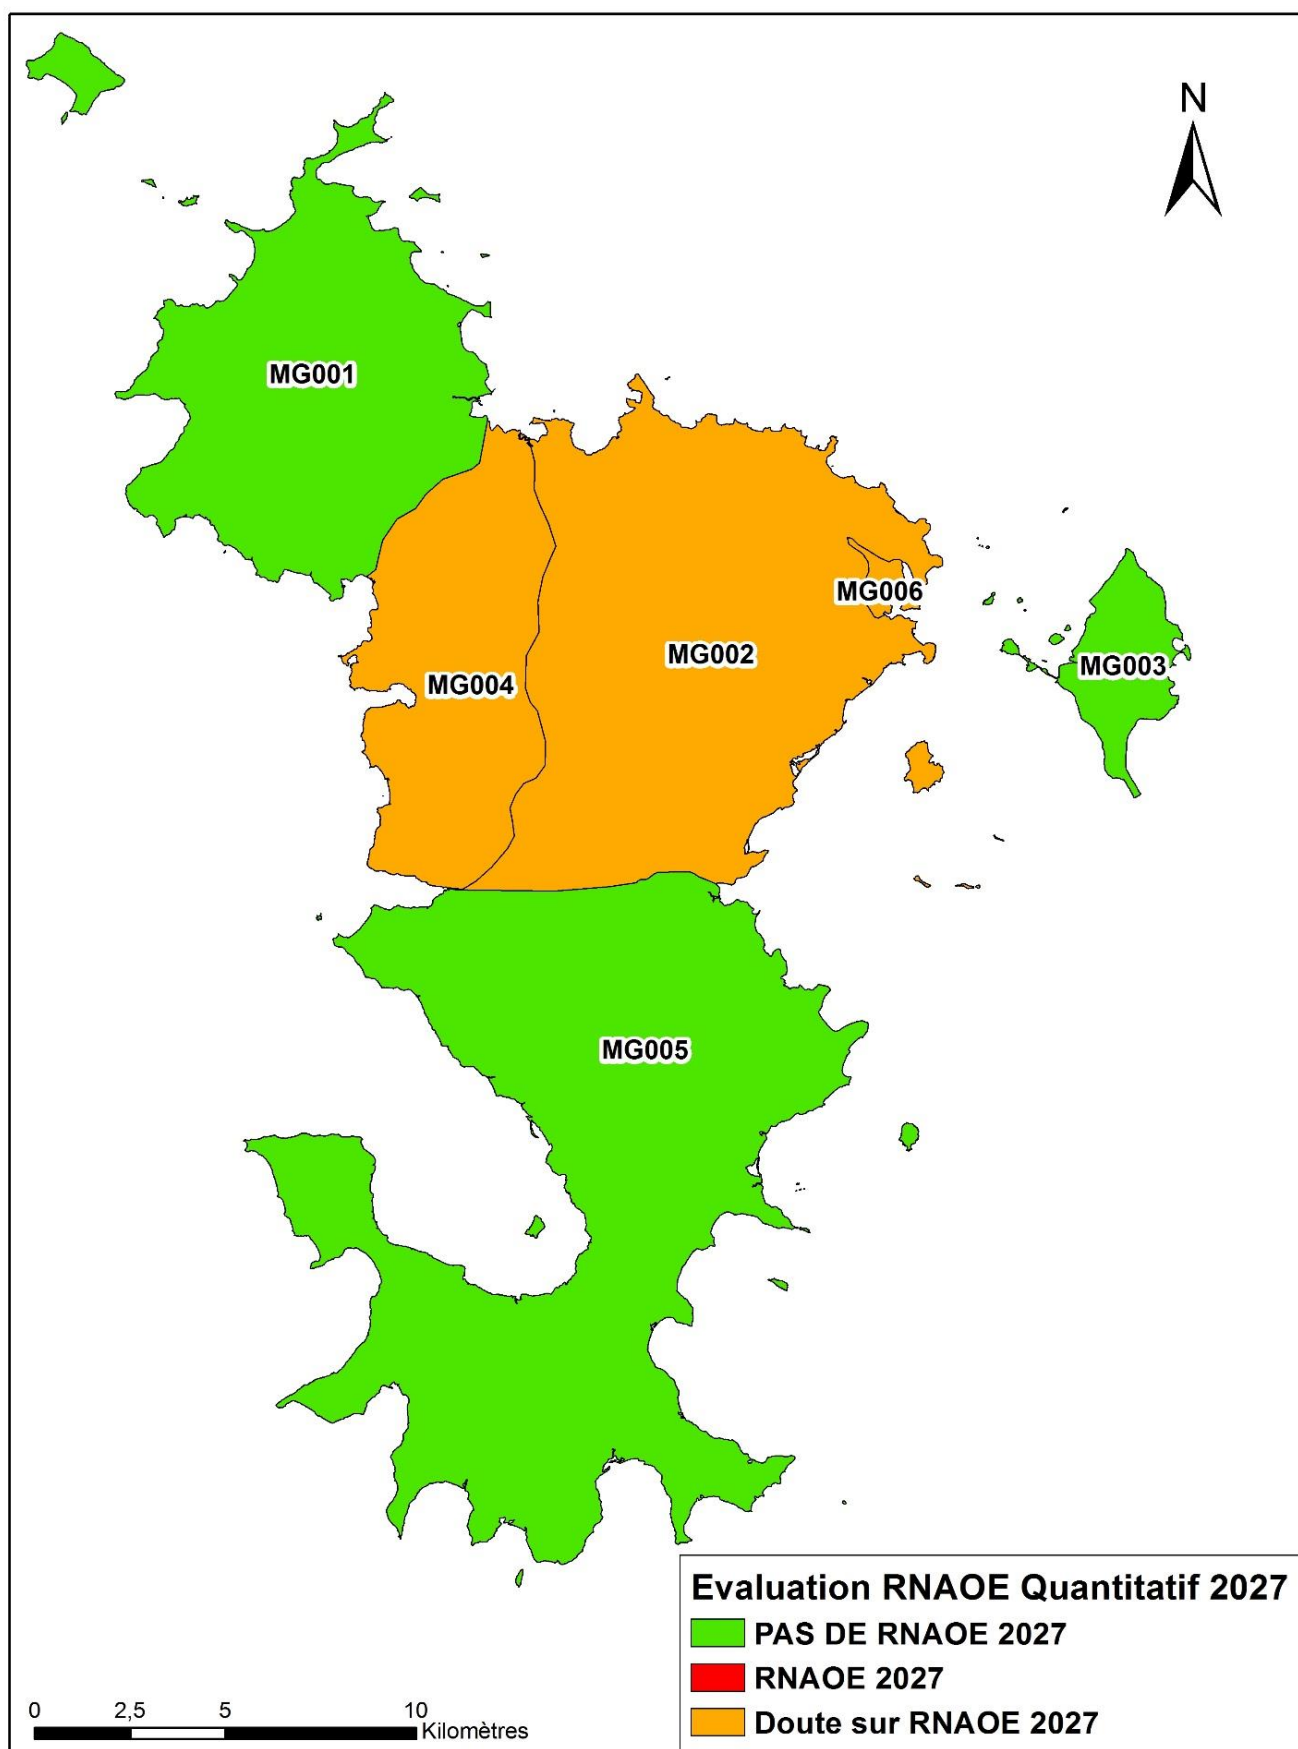 N
MG001
MG006
MG002
MG003
MG004
MG005
Evaluation RNAOE Quantitatif 2027
PAS DE RNAOE 2027
RNAOE 2027
Doute sur RNAOE 2027
0 2,5 5 10
Kilomètres